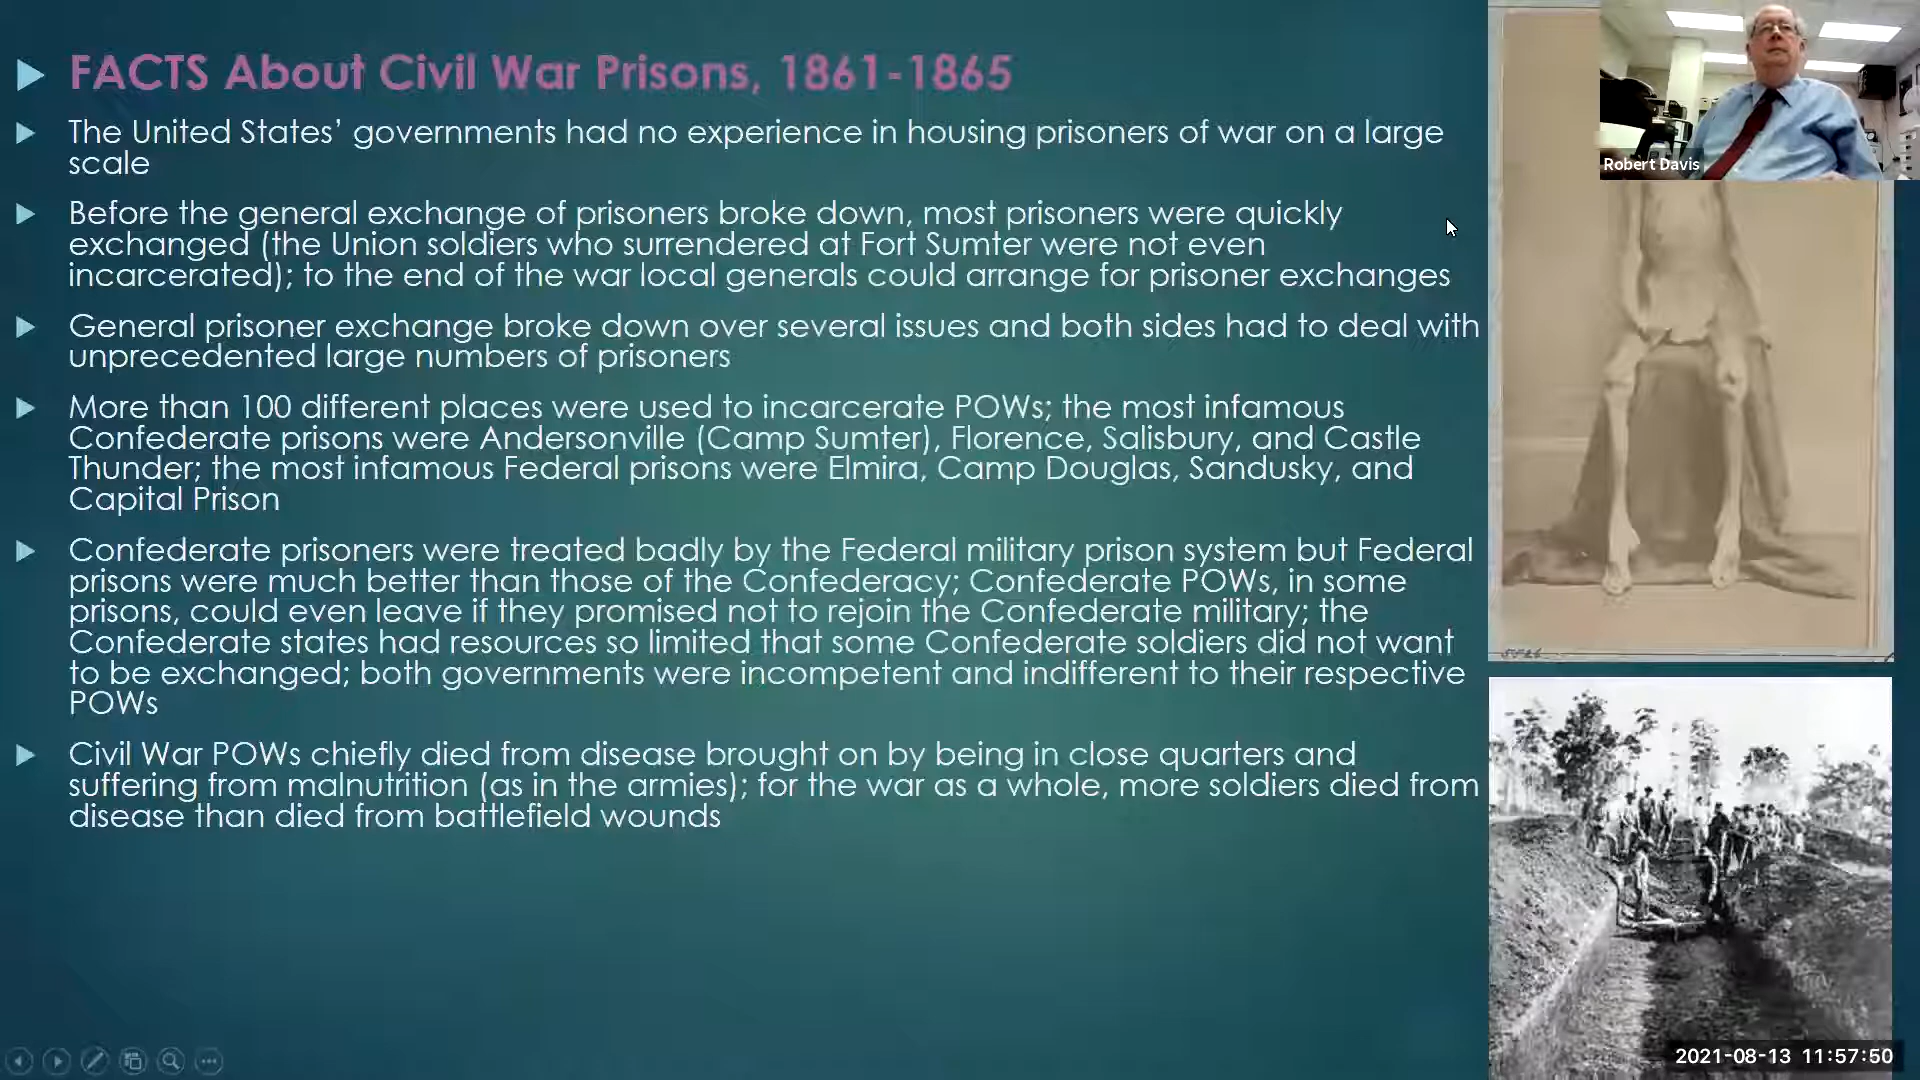 FACTS About Civil War Prisons, 1861-1865
The United States’ governments had no experience in housing prisoners of war on a large
scale
Before the general exchange of prisoners broke down, most prisoners were quickly
exchanged (the Union soldiers who surrendered at Fort Sumter were not even
incarcerated); to the end of the war local generals could arrange for prisoner exchanges
General prisoner exchange broke down over several issues and both sides had to deal with
unprecedented large numbers of prisoners
More than 100 different places were used to incarcerate POWs; the most infamous
Confederate prisons were Andersonville (Camp Sumter), Florence, Salisbury, and Castle
Thunder; the most infamous Federal prisons were Elmira, Camp Douglas, Sandusky, and
Capital Prison
Confederate prisoners were treated badly by the Federal military prison system but Federal
prisons were much better than those of the Confederacy; Confederate POWs, in some
prisons, could even leave if they promised not to rejoin the Confederate military; the
Confederate states had resources so limited that some Confederate soldiers did not want
to be exchanged; both governments were incompetent and indifferent to their respective
POWs
Civil War POWs chiefly died from disease brought on by being in close quarters and
suffering from malnutrition (as in the armies); for the war as a whole, more soldiers died from
disease than died from battlefield wounds
Robert Davis
2021-08-13 11:57:50